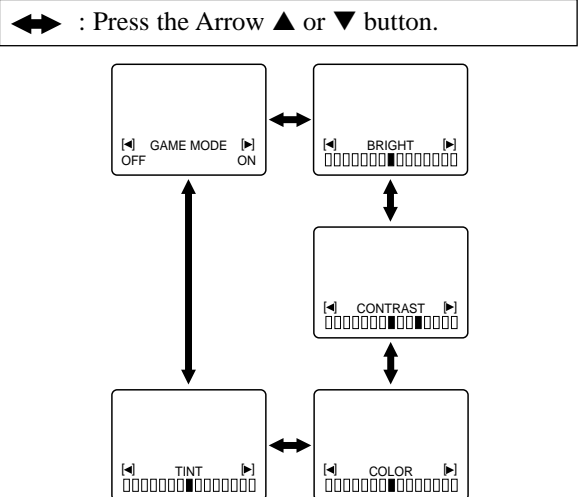 : Press the Arrow ▲ or ▼ button.
[◀] GAME MODE [▶]
OFF ON
[◀] BRIGHT [▶]
[◀] CONTRAST [▶]
[◀] TINT [▶]
[◀] COLOR [▶]